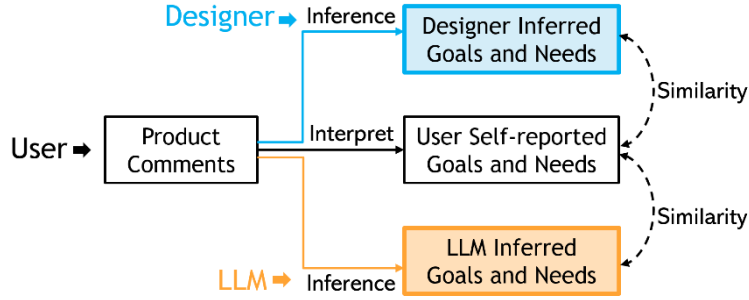 Designer
Inference
Designer Inferred
Goals and Needs
Similarity
User
Product
Comments
Interpret
User Self-reported
Goals and Needs
Similarity
LLM
Inference
LLM Inferred
Goals and Needs